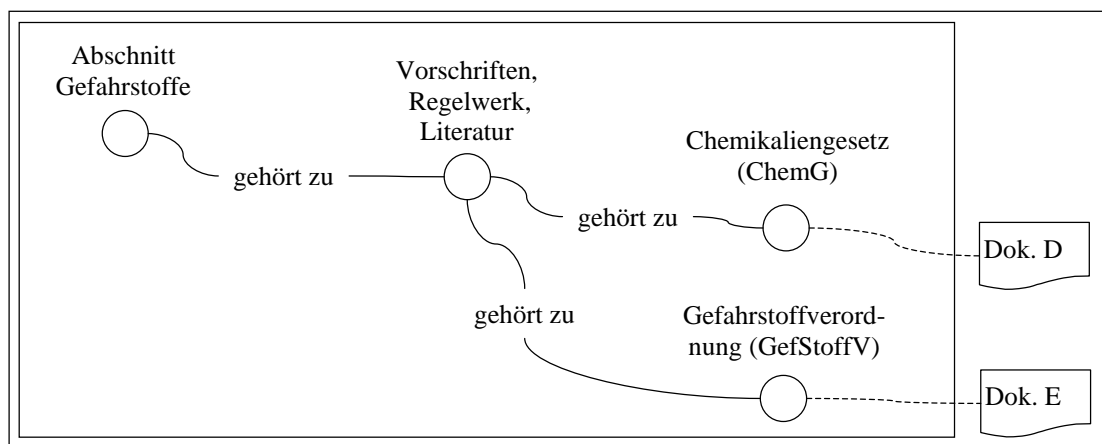 Abschnitt
Gefahrstoffe
Vorschriften,
Regelwerk,
Literatur
Chemikaliengesetz
(ChemG)
gehört zu
gehört zu
Dok. D
gehört zu
Gefahrstoffverord-
nung (GefStoffV)
Dok. E